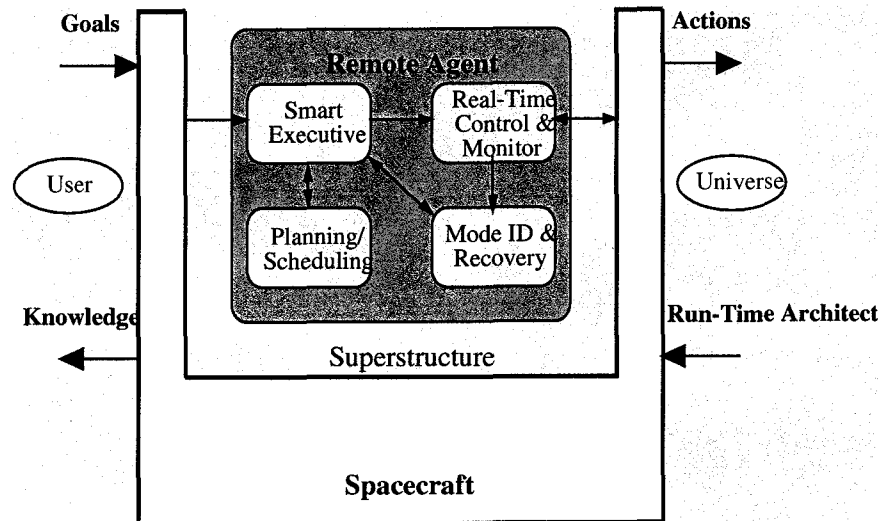 Goals
Actions
Remote Agent
Smart
Executive
Real-Time
Control &
Monitor
User
Universe
Planning/
Scheduling
Mode ID &
Recovery
Knowledge
Run-Time Architect
Superstructure
Spacecraft